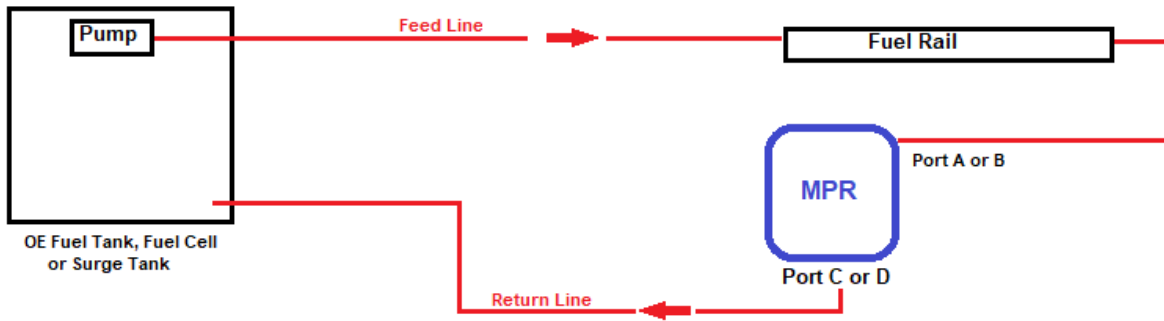 Pump
Feed Line
Fuel Rail
MPR
Port A or B
OE Fuel Tank, Fuel Cell
or Surge Tank
Port C or D
Return Line